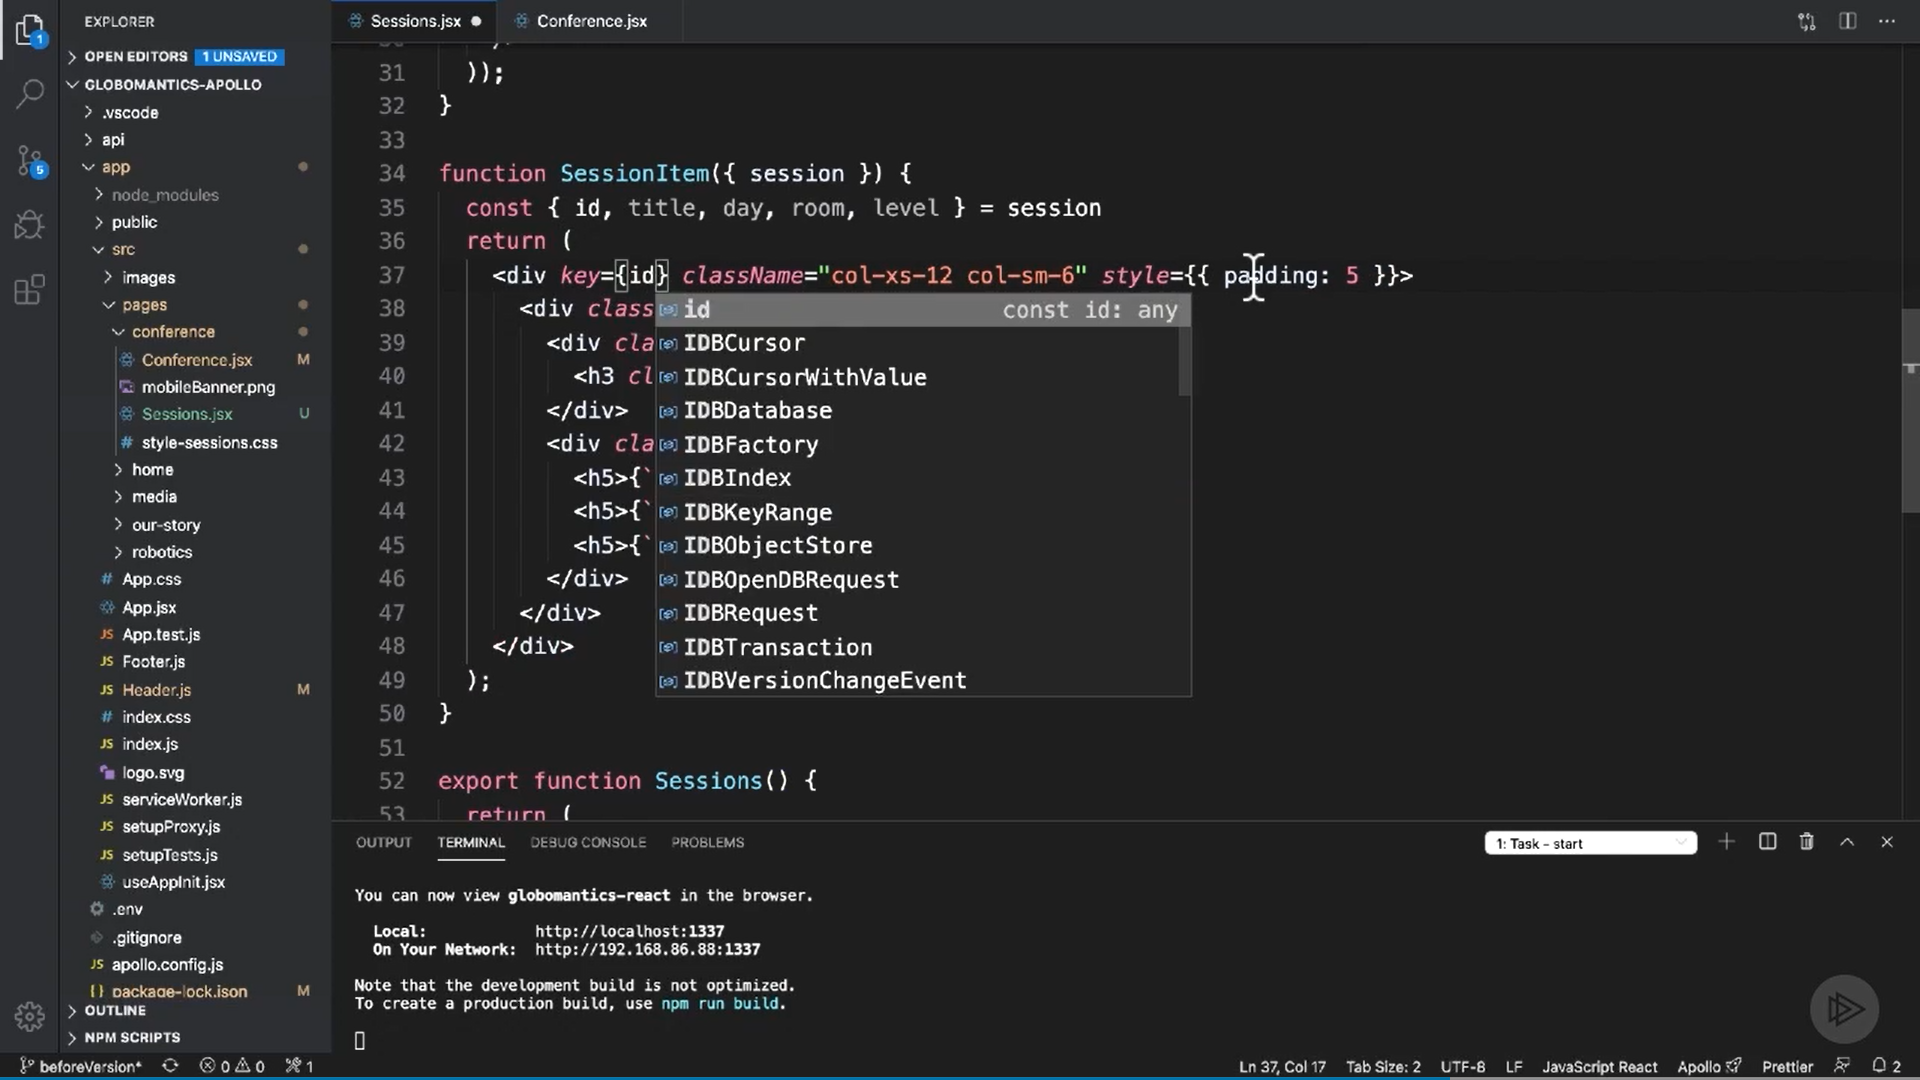 EXPLORER
OPEN EDITORS 1 UNSAVED
GLOBOMANTICS-APOLLO
.vscode
api
app
node_modules
public
src
images
pages
conference
Conference.jsx M
mobileBanner.png
Sessions.jsx U
# style-sessions.css
home
media
our-story
robotics
# App.css
App.jsx
JS App.test.js
JS Footer.js
JS Header.js M
# index.css
JS index.js
logo.svg
JS serviceWorker.js
JS setupProxy.js
JS setupTests.js
useAppInit.jsx
.env
.gitignore
JS apollo.config.js
{} package-lock.json M
OUTLINE
NPM SCRIPTS
1
5
Sessions.jsx
Conference.jsx
31 ));
32 }
33
34 function SessionItem({ session }) {
35 const { id, title, day, room, level } = session
36 return (
37 <div key={id} className="col-xs-12 col-sm-6" style={{ padding: 5 }}>
38 <div class
39 <div cla
40 <h3 cl
41 </div>
42 <div cla
43 <h5>{`
44 <h5>{`
45 <h5>{`
46 </div>
47 </div>
48 </div>
49 );
50 }
51
52 export function Sessions() {
53 return (
id const id: any
IDBCursor
IDBCursorWithValue
IDBDatabase
IDBFactory
IDBIndex
IDBKeyRange
IDBObjectStore
IDBOpenDBRequest
IDBRequest
IDBTransaction
IDBVersionChangeEvent
OUTPUT TERMINAL DEBUG CONSOLE PROBLEMS 1: Task - start
You can now view globomantics-react in the browser.
Local: http://localhost:1337
On Your Network: http://192.168.86.88:1337
Note that the development build is not optimized.
To create a production build, use npm run build.
beforeVersion* 0 0 1 Ln 37, Col 17 Tab Size: 2 UTF-8 LF JavaScript React Apollo Prettier 2